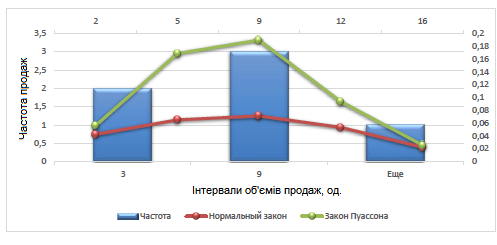 2 5 9 12 16
3,5 0,2
3 0,18
2,5 0,16
2 0,14
1,5 0,12
1 0,1
0,5 0,08
0 0,06
0,04
0,02
0
Частота продаж
3 9 Еще
Інтервали об'ємів продаж, од.
Частота Нормальный закон Закон Пуассона